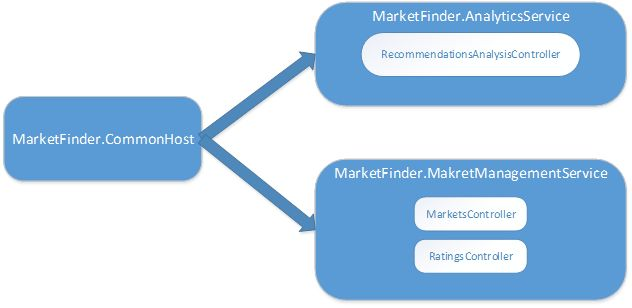 MarketFinder.AnalyticsService
RecommendationsAnalysisController
MarketFinder.CommonHost
MarketFinder.MakretManagementService
MarketsController
RatingsController